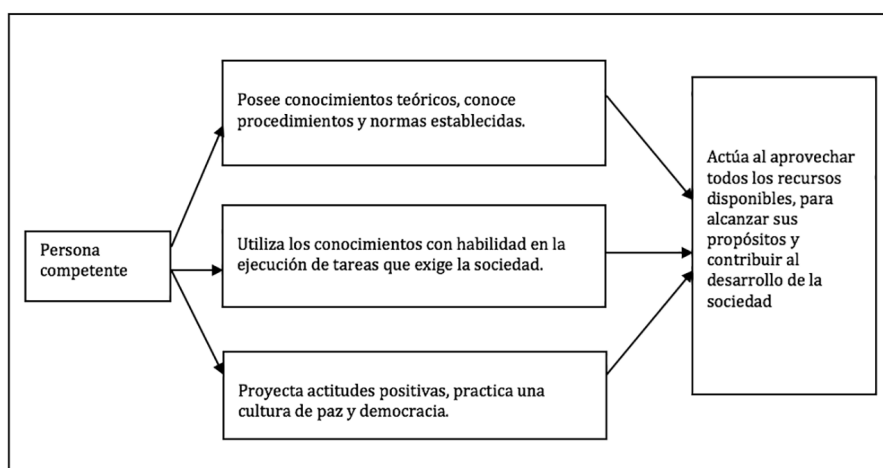 Persona
competente
Posee conocimientos teóricos, conoce
procedimientos y normas establecidas.
Utiliza los conocimientos con habilidad en la
ejecución de tareas que exige la sociedad.
Proyecta actitudes positivas, practica una
cultura de paz y democracia.
Actúa al aprovechar
todos los recursos
disponibles, para
alcanzar sus
propósitos y
contribuir al
desarrollo de la
sociedad